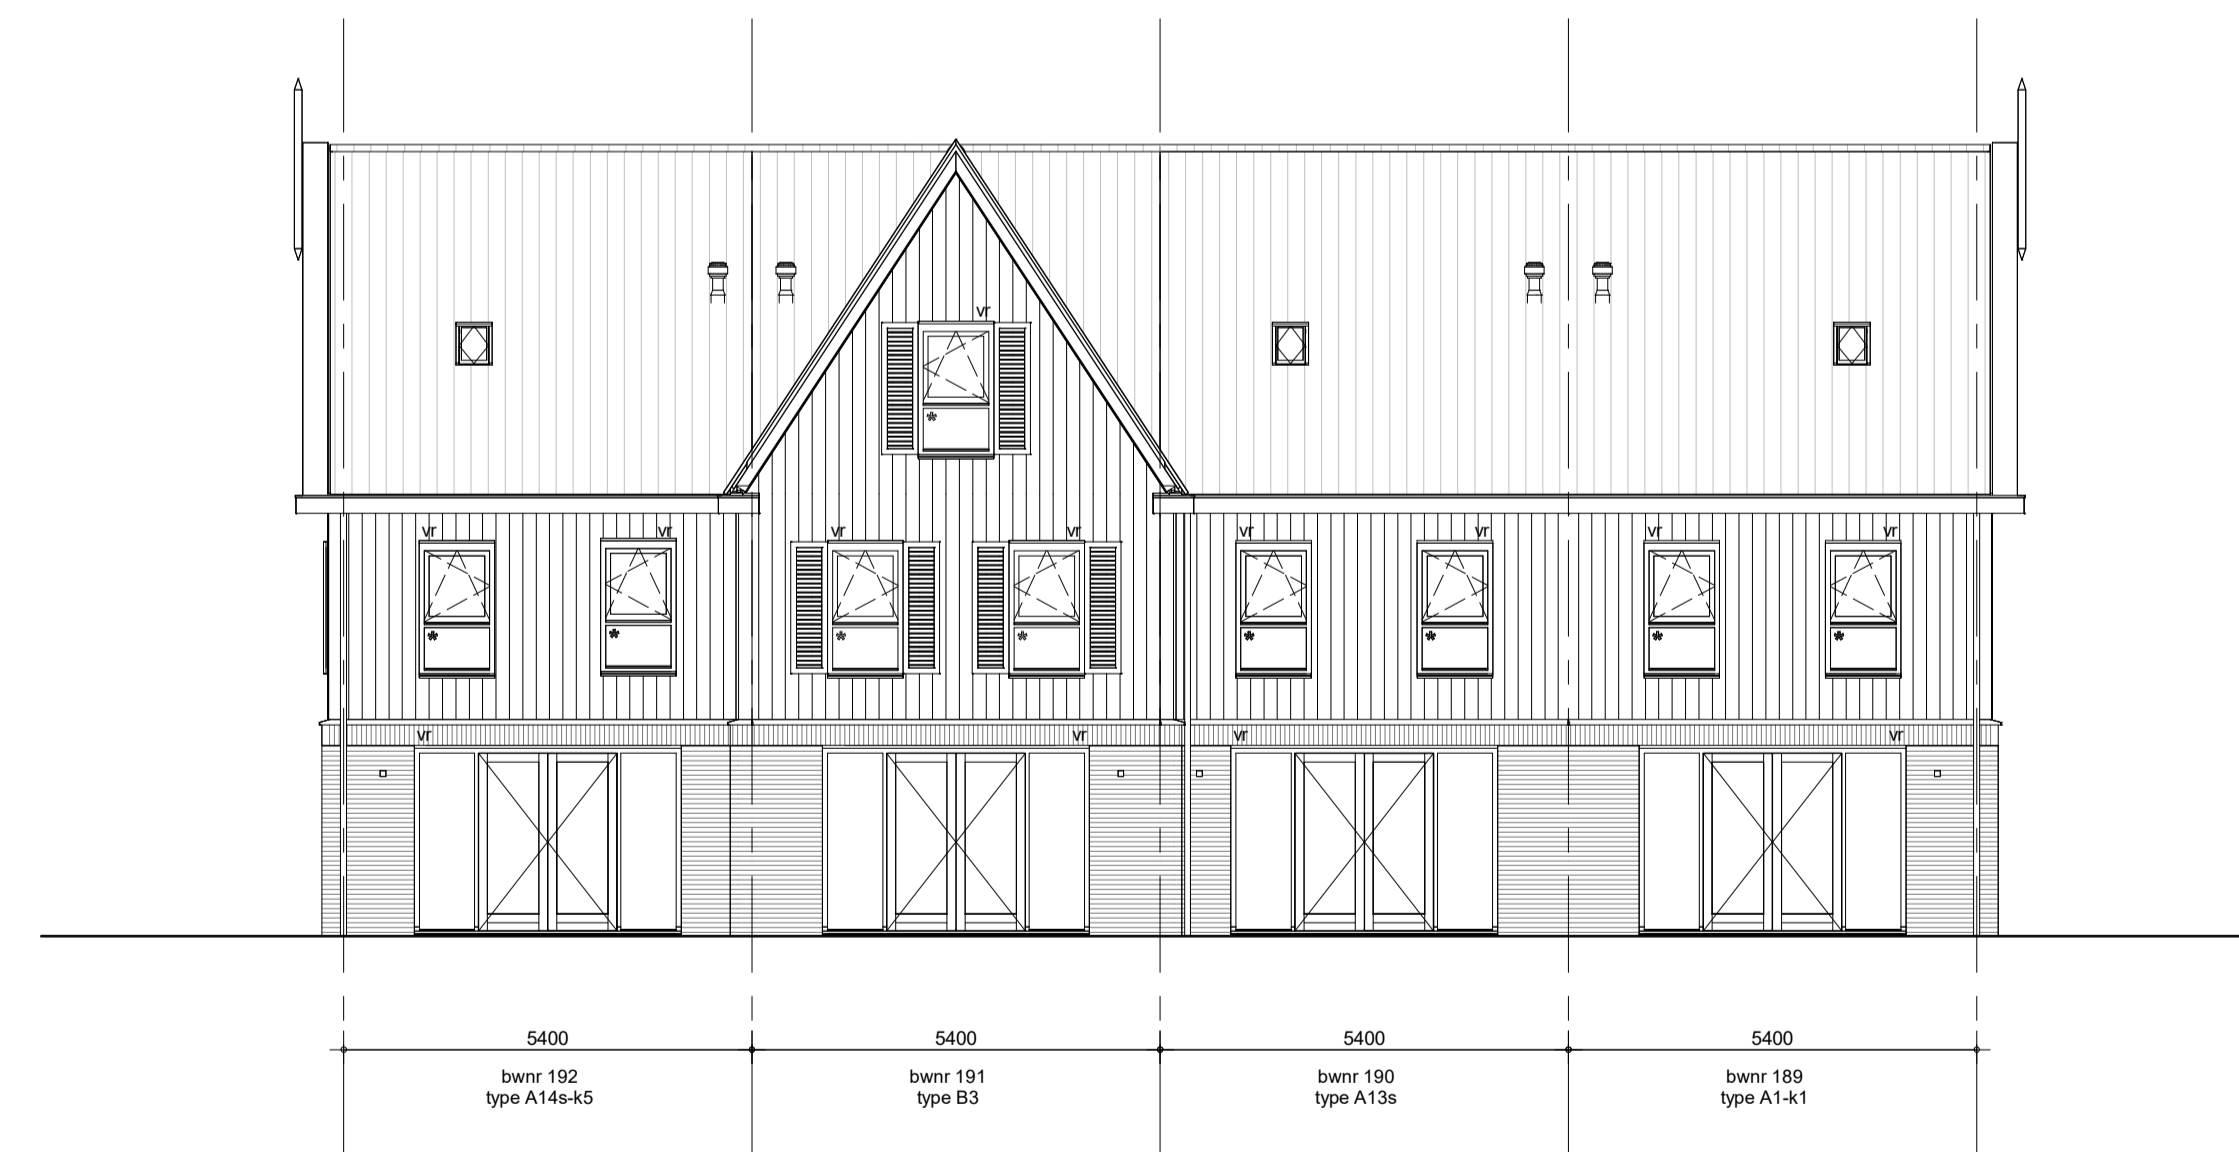 vr
vr vr vr vr vr vr vr vr
* 
* * * * * * * *
vr vr vr vr
5400 5400 5400 5400
bwnr 192 bwnr 191 bwnr 190 bwnr 189
type A14s-k5 type B3 type A13s type A1-k1